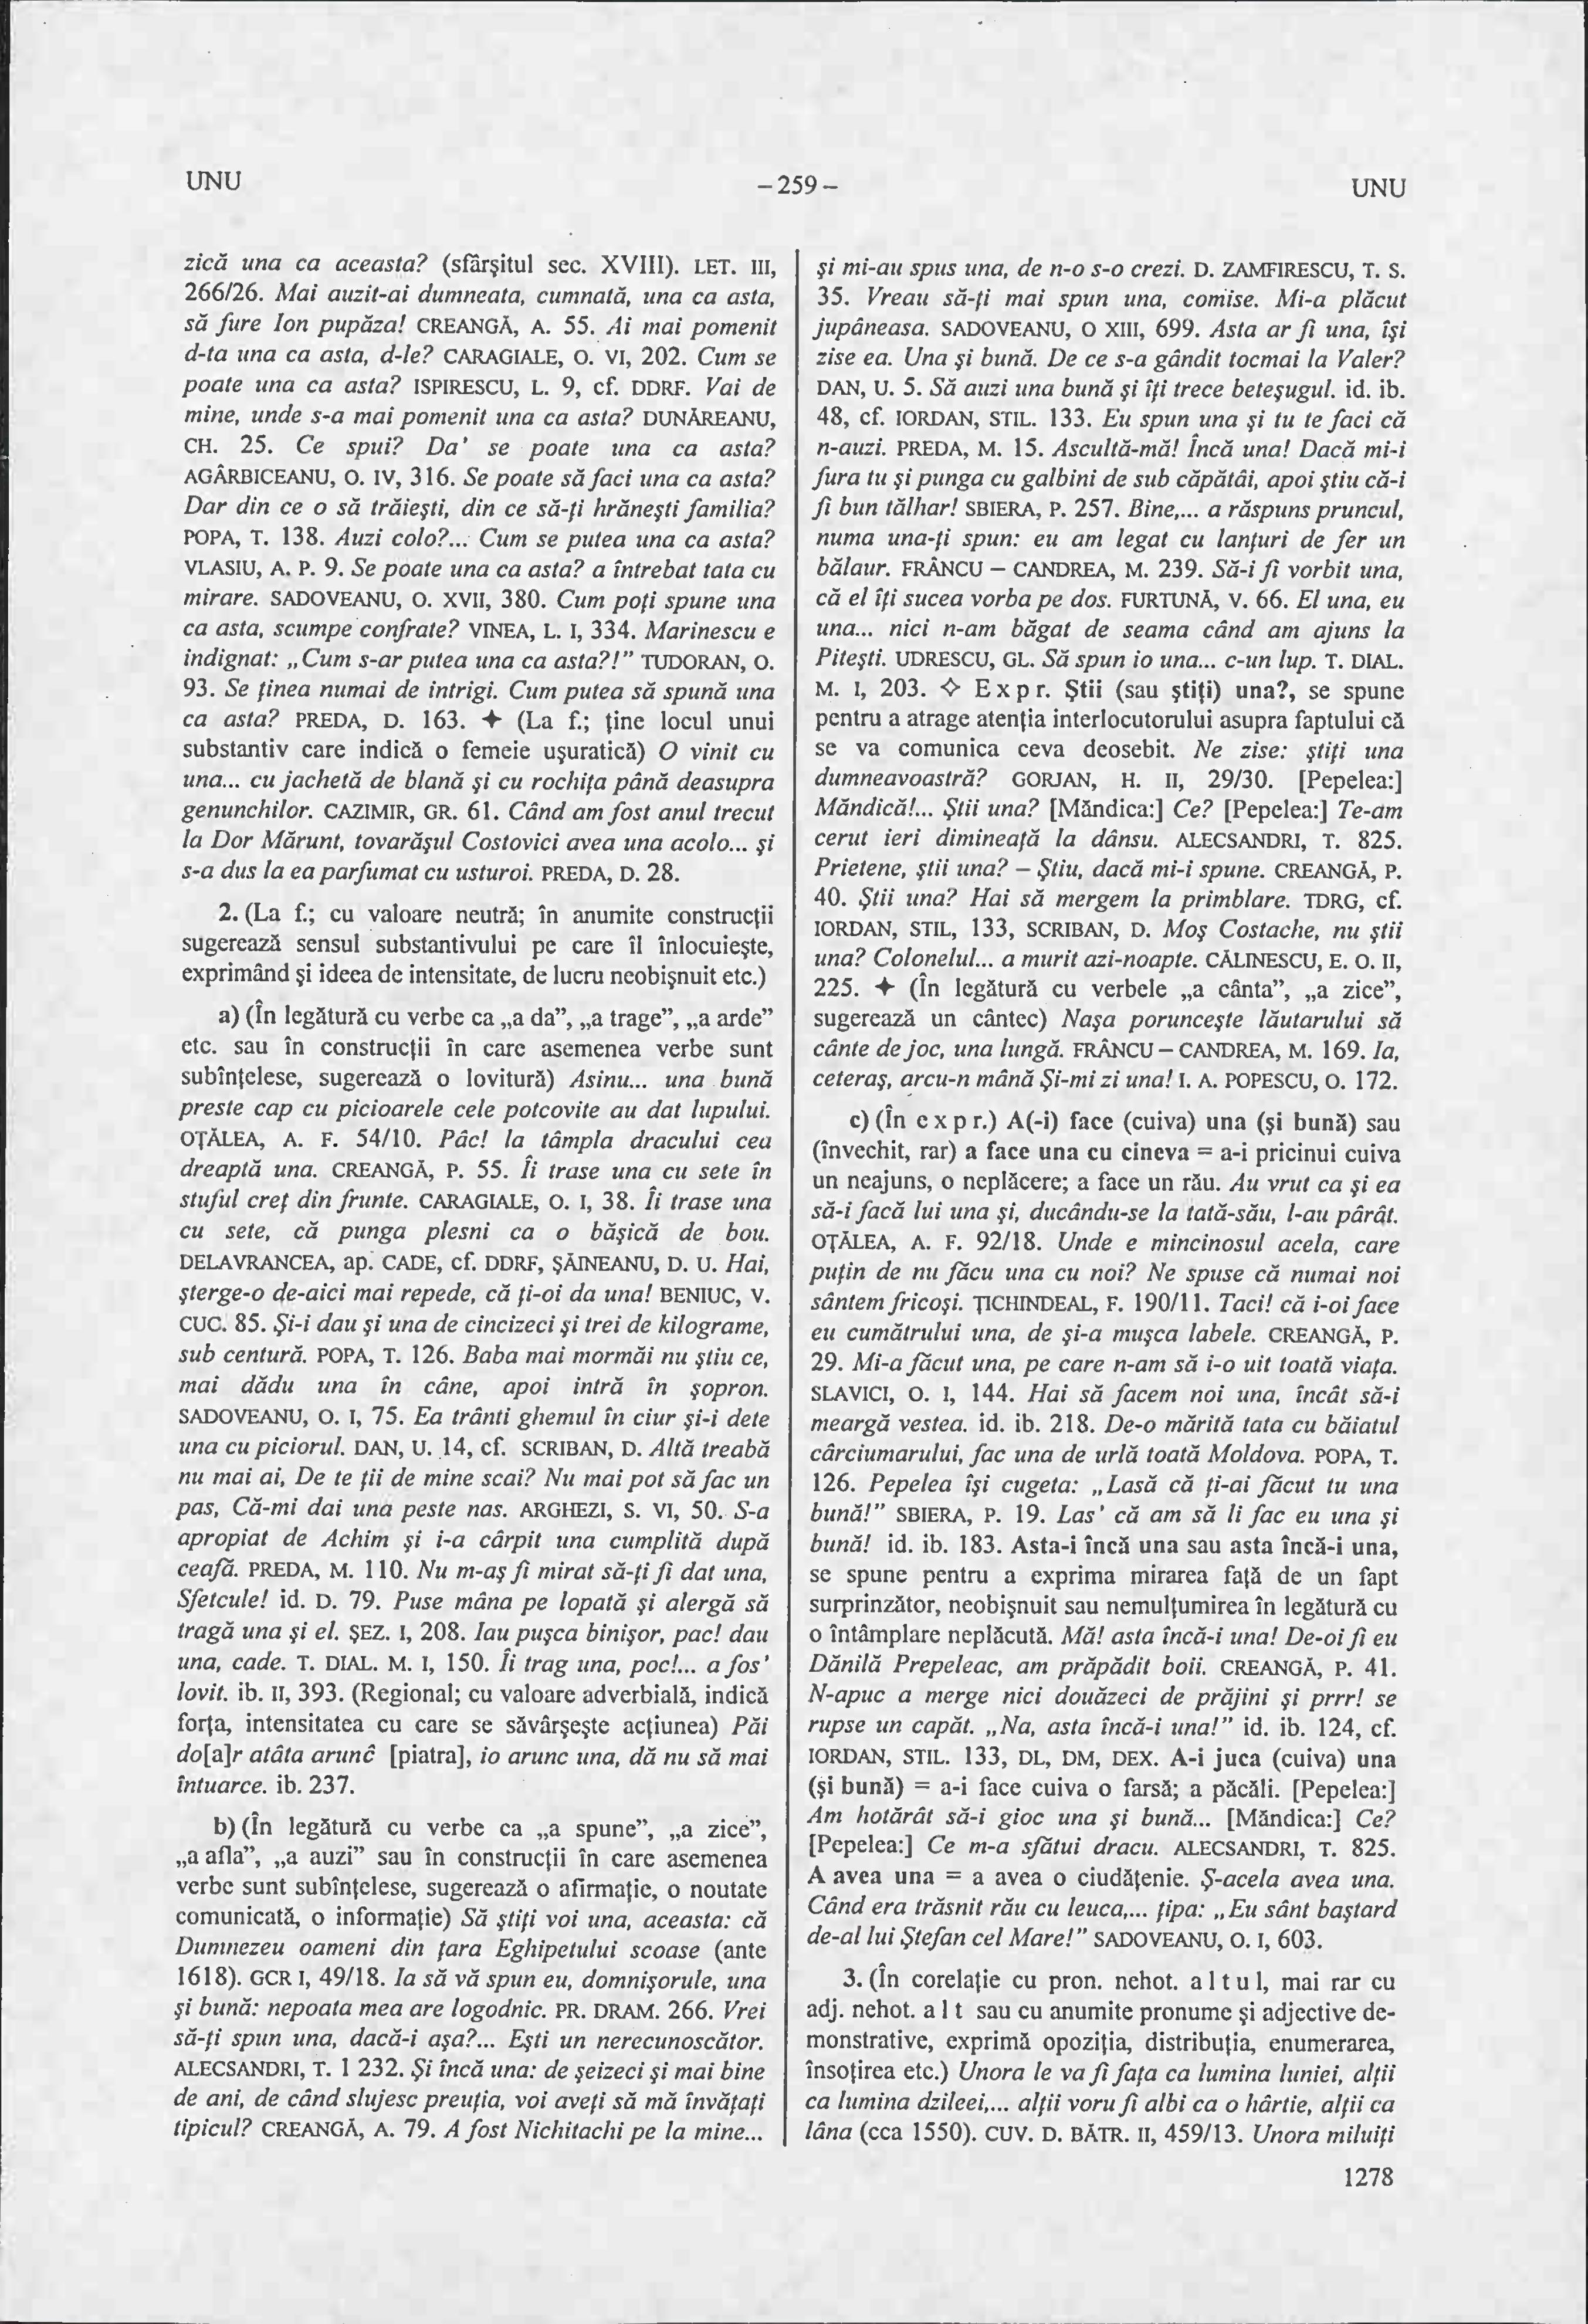 UNU
–259–
UNU
zică una ca aceasta? (sfârşitul sec. XVIII). LET. III,
266/26. Mai auzit-ai dumneata, cumnată, una ca asta,
să fure Ion pupăza! CREANGĂ, A. 55. Ai mai pomenit
d-ta una ca asta, d-le? CARAGIALE, O. VI, 202. Cum se
poate una ca asta? ISPIRESCU, L. 9, cf. DDRF. Vai de
mine, unde s-a mai pomenit una ca asta? DUNĂREANU,
CH. 25. Ce spui? Da' se poate una ca asta?
AGÂRBICEANU, O. IV, 316. Se poate să faci una ca asta?
Dar din ce o să trăieşti, din ce să-ţi hrăneşti familia?
POPA, T. 138. Auzi colo?... Cum se putea una ca asta?
VLASIU, A. P. 9. Se poate una ca asta? a întrebat tata cu
mirare. SADOVEANU, O. XVII, 380. Cum poţi spune una
ca asta, scumpe confrate? VINEA, L. I, 334. Marinescu e
indignat: „Cum s-ar putea una ca asta?!” TUDORAN, O.
93. Se ţinea numai de intrigi. Cum putea să spună una
ca asta? PREDA, D. 163. ✦ (La f.; ţine locul unui
substantiv care indică o femeie uşuratică) O vinit cu
una... cu jachetă de blană şi cu rochiţa până deasupra
genunchilor. CAZIMIR, GR. 61. Când am fost anul trecut
la Dor Mărunt, tovarăşul Costovici avea una acolo... şi
s-a dus la ea parfumat cu usturoi. PREDA, D. 28.
2. (La f.; cu valoare neutră; în anumite construcţii
sugerează sensul substantivului pe care îl înlocuieşte,
exprimând şi ideea de intensitate, de lucru neobişnuit etc.)
a) (În legătură cu verbe ca „a da”, „a trage”, „a arde”
etc. sau în construcţii în care asemenea verbe sunt
subînţelese, sugerează o lovitură) Asinu... una bună
preste cap cu picioarele cele potcovite au dat lupului.
OŢĂLEA, A. F. 54/10. Pâc! la tâmpla dracului cea
dreaptă una. CREANGĂ, P. 55. Îi trase una cu sete în
stuful creţ din frunte. CARAGIALE, O. I, 38. Îi trase una
cu sete, că punga plesni ca o băşică de bou.
DELAVRANCEA, ap. CADE, cf. DDRF, ŞĂINEANU, D. U. Hai,
şterge-o de-aici mai repede, că ţi-oi da una! BENIUC, V.
CUC. 85. Şi-i dau şi una de cincizeci şi trei de kilograme,
sub centură. POPA, T. 126. Baba mai mormăi nu ştiu ce,
mai dădu una în câne, apoi intră în şopron.
SADOVEANU, O. I, 75. Ea trânti ghemul în ciur şi-i dete
una cu piciorul. DAN, U. 14, cf. SCRIBAN, D. Altă treabă
nu mai ai, De te ţii de mine scai? Nu mai pot să fac un
pas, Că-mi dai una peste nas. ARGHEZI, S. VI, 50. S-a
apropiat de Achim şi i-a cârpit una cumplită după
ceafă. PREDA, M. 110. Nu m-aş fi mirat să-ţi fi dat una,
Sfetcule! id. D. 79. Puse mâna pe lopată şi alergă să
tragă una şi el. ŞEZ. I, 208. Iau puşca binişor, pac! dau
una, cade. T. DIAL. M. I, 150. Îi trag una, poc!... a fos'
lovit. ib. II, 393. (Regional; cu valoare adverbială, indică
forţa, intensitatea cu care se săvârşeşte acţiunea) Păi
do[a]r atâta aruncĉ [piatra], io arunc una, dă nu să mai
întuarce. ib. 237.
b) (În legătură cu verbe ca „a spune”, „a zice”,
„a afla”, „a auzi” sau în construcţii în care asemenea
verbe sunt subînţelese, sugerează o afirmaţie, o noutate
comunicată, o informaţie) Să ştiţi voi una, aceasta: că
Dumnezeu oameni din ţara Eghipetului scoase (ante
1618). GCR I, 49/18. Ia să vă spun eu, domnişorule, una
şi bună: nepoata mea are logodnic. PR. DRAM. 266. Vrei
să-ţi spun una, dacă-i aşa?... Eşti un nerecunoscător.
ALECSANDRI, T. 1 232. Şi încă una: de şeizeci şi mai bine
de ani, de când slujesc preuţia, voi aveţi să mă învăţaţi
tipicul? CREANGĂ, A. 79. A fost Nichitachi pe la mine...
şi mi-au spus una, de n-o s-o crezi. D. ZAMFIRESCU, T. S.
35. Vreau să-ţi mai spun una, comise. Mi-a plăcut
jupâneasa. SADOVEANU, O XIII, 699. Asta ar fi una, îşi
zise ea. Una şi bună. De ce s-a gândit tocmai la Valer?
DAN, U. 5. Să auzi una bună şi îţi trece beteşugul. id. ib.
48, cf. IORDAN, STIL. 133. Eu spun una şi tu te faci că
n-auzi. PREDA, M. 15. Ascultă-mă! Încă una! Dacă mi-i
fura tu şi punga cu galbini de sub căpătâi, apoi ştiu că-i
fi bun tălhar! SBIERA, P. 257. Bine,... a răspuns pruncul,
numa una-ţi spun: eu am legat cu lanţuri de fer un
bălaur. FRÂNCU – CANDREA, M. 239. Să-i fi vorbit una,
că el îţi sucea vorba pe dos. FURTUNĂ, V. 66. El una, eu
una... nici n-am băgat de seama când am ajuns la
Piteşti. UDRESCU, GL. Să spun io una... c-un lup. T. DIAL.
M. I, 203. ◇ Expr. Ştii (sau ştiţi) una?, se spune
pentru a atrage atenţia interlocutorului asupra faptului că
se va comunica ceva deosebit. Ne zise: ştiţi una
dumneavoastră? GORJAN, H. II, 29/30. [Pepelea:]
Măndică!... Ştii una? [Măndica:] Ce? [Pepelea:] Te-am
cerut ieri dimineaţă la dânsu. ALECSANDRI, T. 825.
Prietene, ştii una? – Ştiu, dacă mi-i spune. CREANGĂ, P.
40. Ştii una? Hai să mergem la primblare. TDRG, cf.
IORDAN, STIL, 133, SCRIBAN, D. Moş Costache, nu ştii
una? Colonelul... a murit azi-noapte. CĂLINESCU, E. O. II,
225. ✦ (În legătură cu verbele „a cânta”, „a zice”,
sugerează un cântec) Naşa porunceşte lăutarului să
cânte de joc, una lungă. FRÂNCU – CANDREA, M. 169. Ia,
ceteraş, arcu-n mână Şi-mi zi una! I. A. POPESCU, O. 172.
c) (În expr.) A(-i) face (cuiva) una (şi bună) sau
(învechit, rar) a face una cu cineva = a-i pricinui cuiva
un neajuns, o neplăcere; a face un rău. Au vrut ca şi ea
să-i facă lui una şi, ducându-se la tată-său, l-au pârât.
OŢĂLEA, A. F. 92/18. Unde e mincinosul acela, care
puţin de nu făcu una cu noi? Ne spuse că numai noi
sântem fricoşi. ŢICHINDEAL, F. 190/11. Taci! că i-oi face
eu cumătrului una, de şi-a muşca labele. CREANGĂ, P.
29. Mi-a făcut una, pe care n-am să i-o uit toată viaţa.
SLAVICI, O. I, 144. Hai să facem noi una, încât să-i
meargă vestea. id. ib. 218. De-o mărită tata cu băiatul
cârciumarului, fac una de urlă toată Moldova. POPA, T.
126. Pepelea îşi cugeta: „Lasă că ţi-ai făcut tu una
bună!” SBIERA, P. 19. Las' că am să li fac eu una şi
bună! id. ib. 183. Asta-i încă una sau asta încă-i una,
se spune pentru a exprima mirarea faţă de un fapt
surprinzător, neobişnuit sau nemulţumirea în legătură cu
o întâmplare neplăcută. Mă! asta încă-i una! De-oi fi eu
Dănilă Prepeleac, am prăpădit boii. CREANGĂ, P. 41.
N-apuc a merge nici douăzeci de prăjini şi prrr! se
rupse un capăt. „Na, asta încă-i una!” id. ib. 124, cf.
IORDAN, STIL. 133, DL, DM, DEX. A-i juca (cuiva) una
(şi bună) = a-i face cuiva o farsă; a păcăli. [Pepelea:]
Am hotărât să-i gioc una şi bună... [Măndica:] Ce?
[Pepelea:] Ce m-a sfătui dracu. ALECSANDRI, T. 825.
A avea una = a avea o ciudăţenie. Ş-acela avea una.
Când era trăsnit rău cu leuca,... ţipa: „Eu sânt baştard
de-al lui Ştefan cel Mare!” SADOVEANU, O. I, 603.
3. (În corelaţie cu pron. nehot. altul, mai rar cu
adj. nehot. alt sau cu anumite pronume şi adjective de-
monstrative, exprimă opoziţia, distribuţia, enumerarea,
însoţirea etc.) Unora le va fi faţa ca lumina luniei, alţii
ca lumina dzileei,... alţii voru fi albi ca o hârtie, alţii ca
lâna (cca 1550). CUV. D. BĂTR. II, 459/13. Unora miluiţi
1278